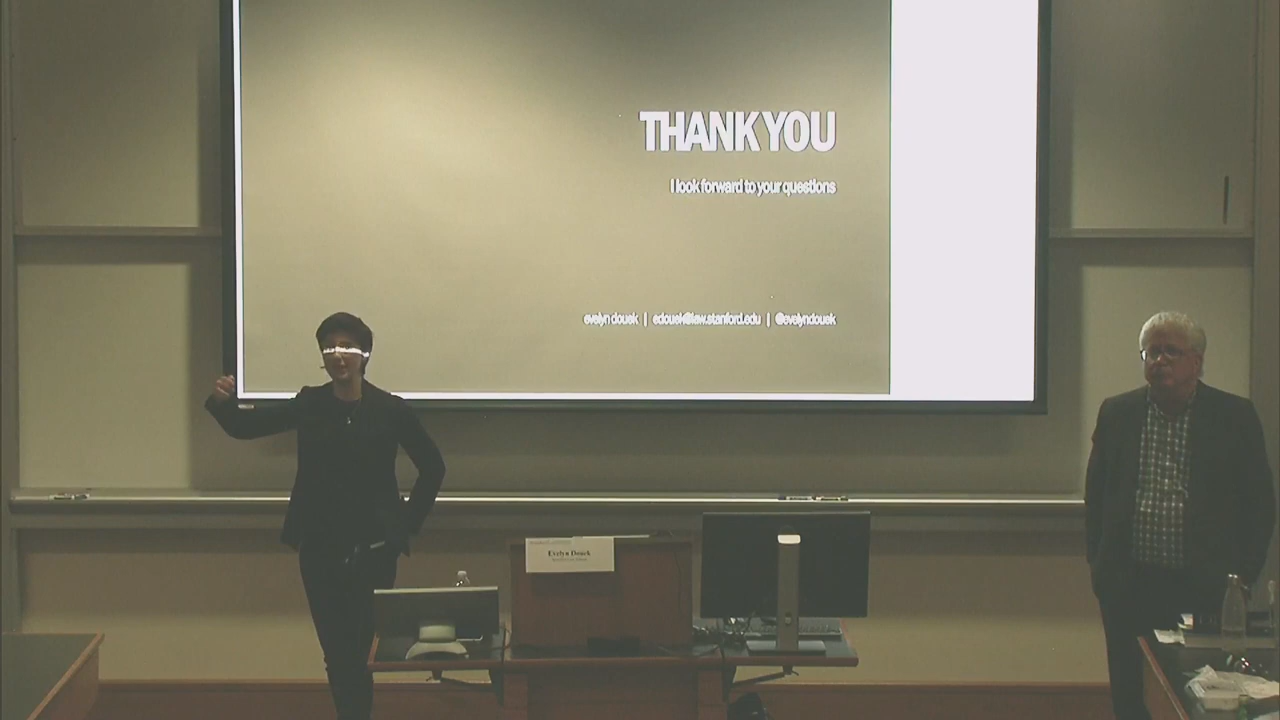 THANK YOU
I look forward to your questions
evelyn douek | edouek@law.stanford.edu | @evelyndouek
Evelyn Douek